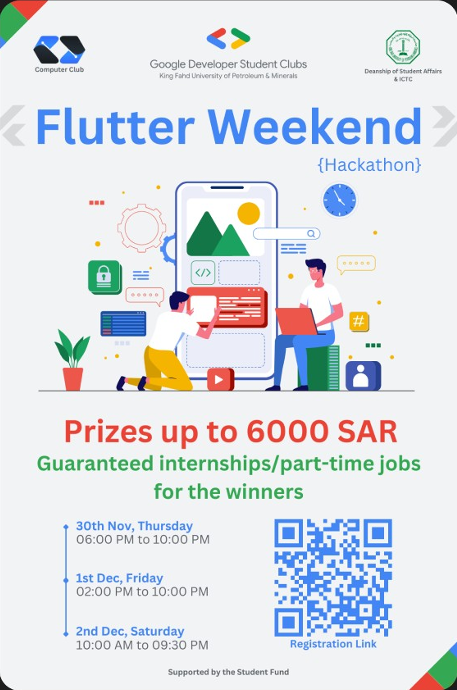 Computer Club
Google Developer Student Clubs
King Fahd University of Petroleum & Minerals
Deanship of Student Affairs
& ICTC
Flutter Weekend
{Hackathon}
</>
#
Prizes up to 6000 SAR
Guaranteed internships/part-time jobs
for the winners
30th Nov, Thursday
06:00 PM to 10:00 PM
1st Dec, Friday
02:00 PM to 10:00 PM
2nd Dec, Saturday
10:00 AM to 09:30 PM
Registration Link
Supported by the Student Fund